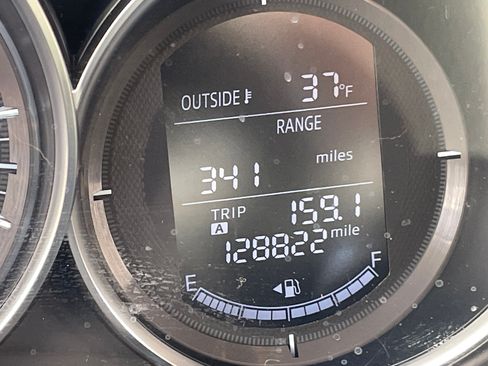 OUTSIDE 37°F
RANGE
341 miles
TRIP A 159.1
128822 mile
E F